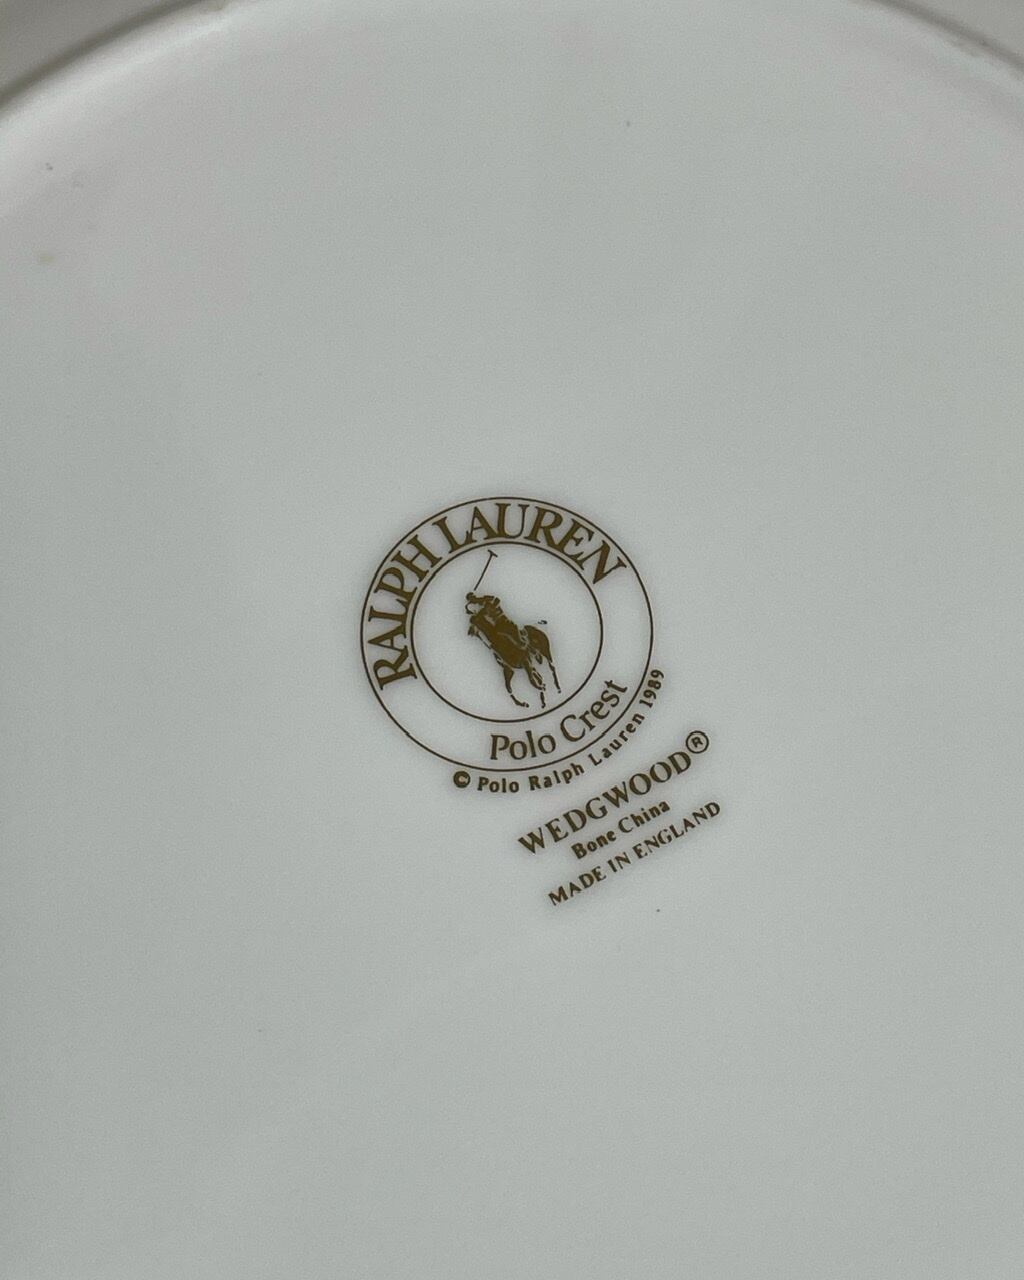 RALPH LAUREN
Polo Crest
© Polo Ralph Lauren 1989
WEDGWOOD®
Bone China
MADE IN ENGLAND